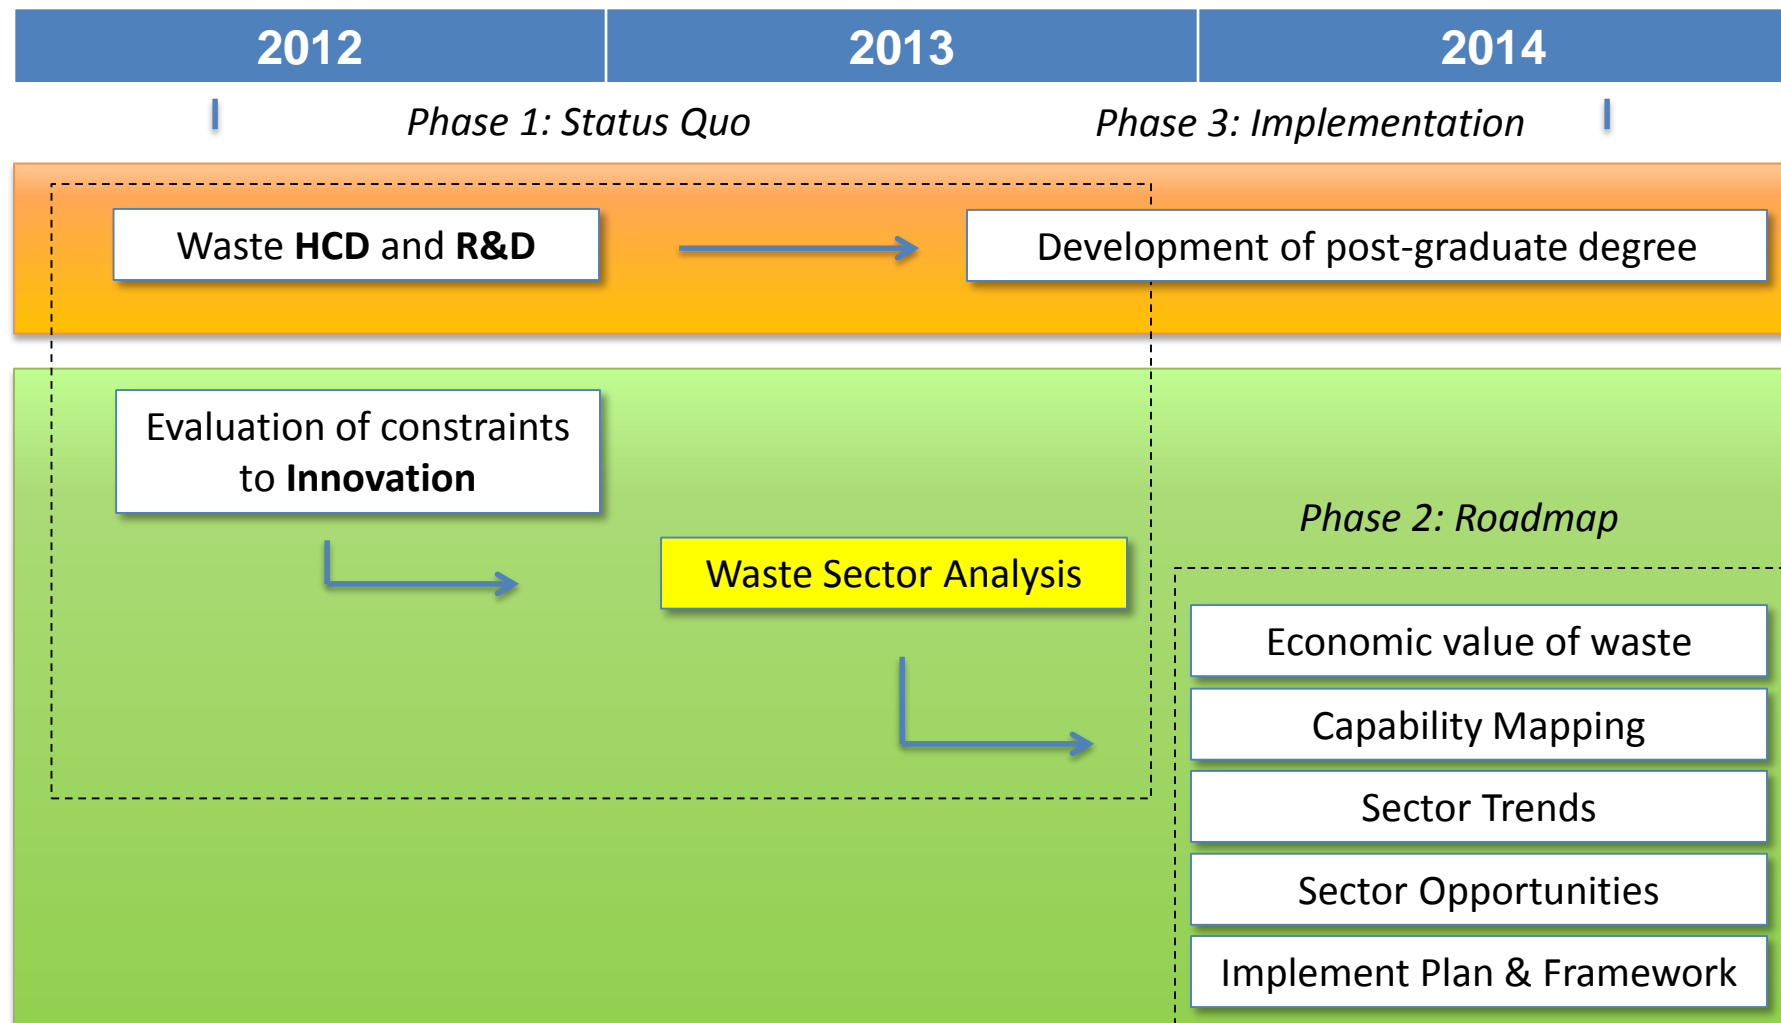 2012 2013 2014
Phase 1: Status Quo Phase 3: Implementation
Waste HCD and R&D Development of post-graduate degree
Evaluation of constraints
to Innovation
Phase 2: Roadmap
Waste Sector Analysis
Economic value of waste
Capability Mapping
Sector Trends
Sector Opportunities
Implement Plan & Framework